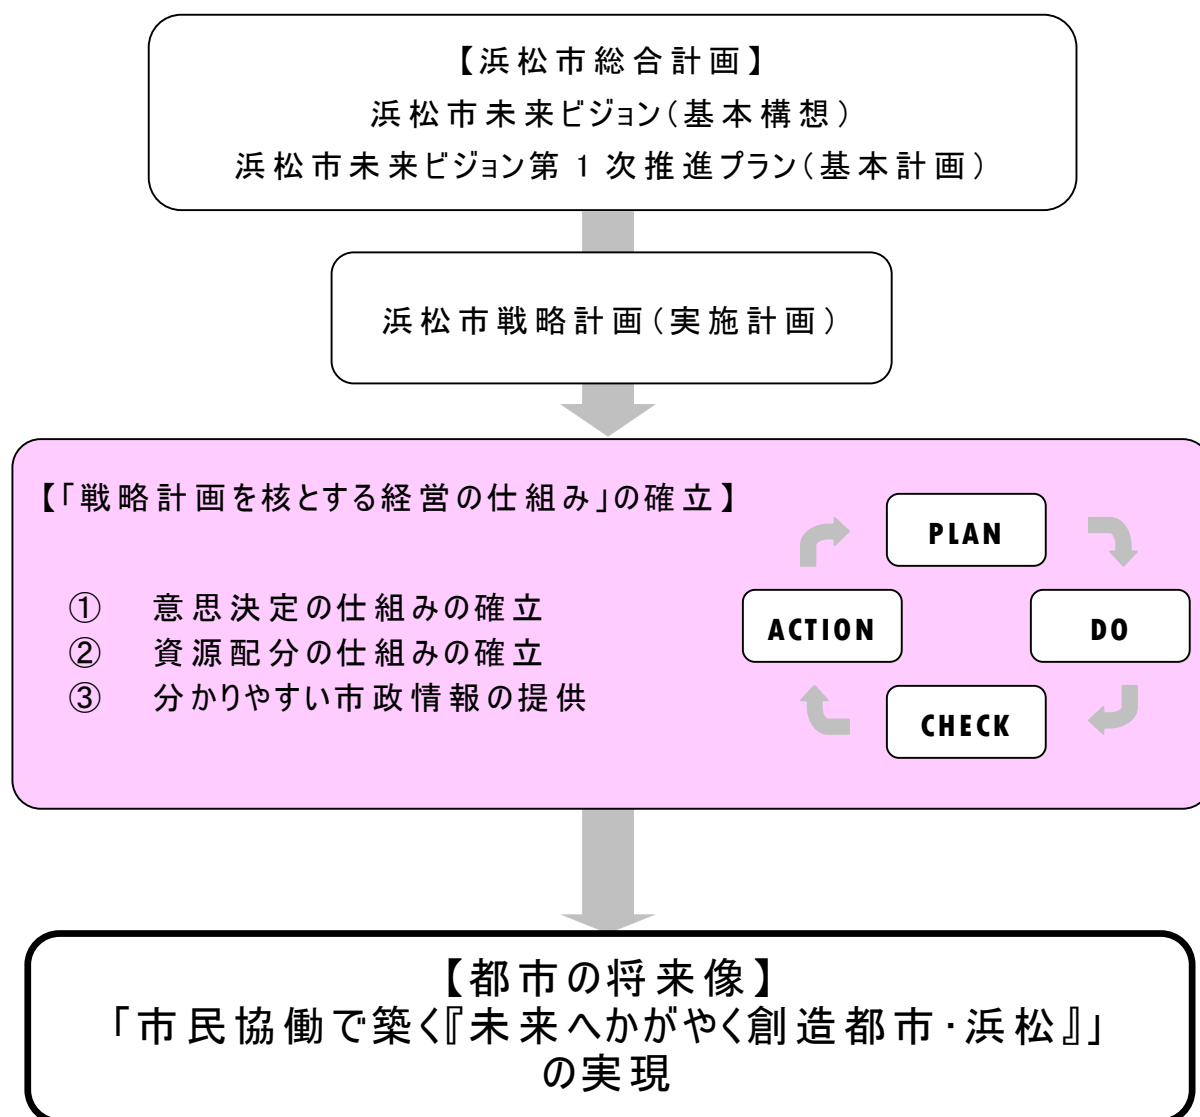 【浜松市総合計画】
浜松市未来ビジョン(基本構想)
浜松市未来ビジョン第1次推進プラン(基本計画)
浜松市戦略計画(実施計画)
【「戦略計画を核とする経営の仕組み」の確立】
① 意思決定の仕組みの確立
② 資源配分の仕組みの確立
③ 分かりやすい市政情報の提供
PLAN
ACTION
DO
CHECK
【都市の将来像】
「市民協働で築く『未来へかがやく創造都市・浜松』」
の実現